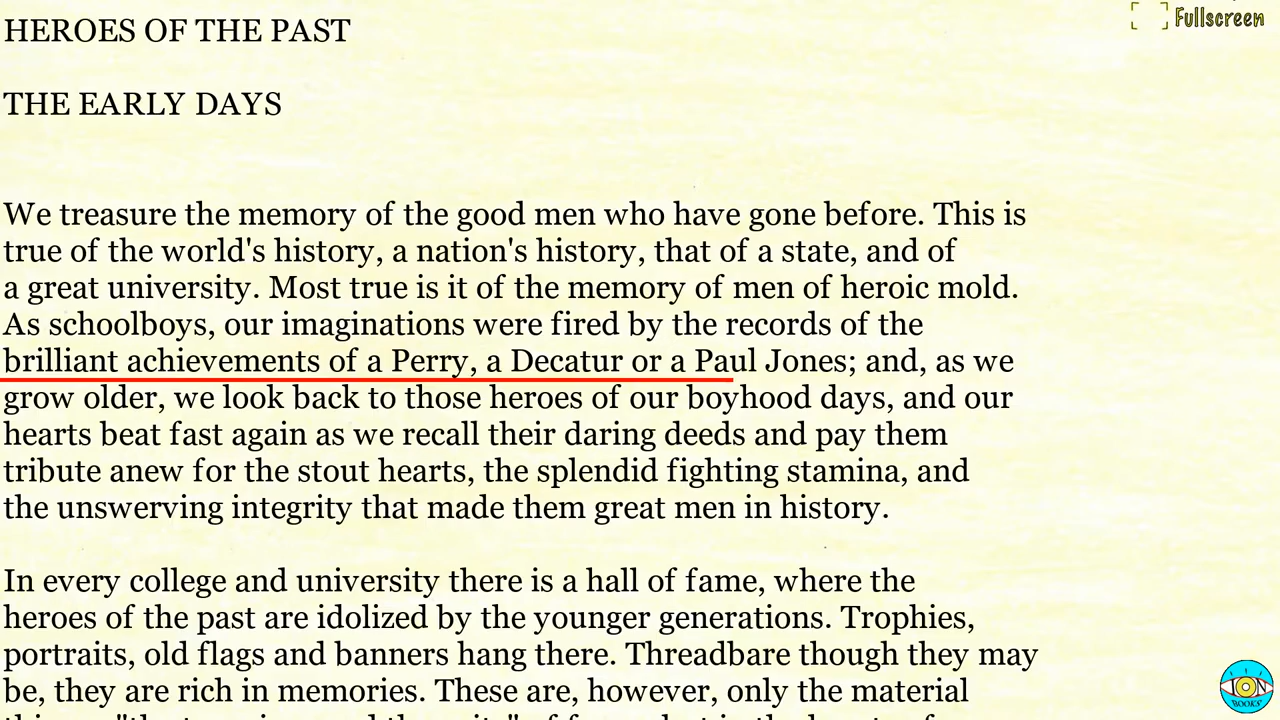 Fullscreen
HEROES OF THE PAST
THE EARLY DAYS
We treasure the memory of the good men who have gone before. This is
true of the world's history, a nation's history, that of a state, and of
a great university. Most true is it of the memory of men of heroic mold.
As schoolboys, our imaginations were fired by the records of the
brilliant achievements of a Perry, a Decatur or a Paul Jones; and, as we
grow older, we look back to those heroes of our boyhood days, and our
hearts beat fast again as we recall their daring deeds and pay them
tribute anew for the stout hearts, the splendid fighting stamina, and
the unswerving integrity that made them great men in history.
In every college and university there is a hall of fame, where the
heroes of the past are idolized by the younger generations. Trophies,
portraits, old flags and banners hang there. Threadbare though they may
be, they are rich in memories. These are, however, only the material
ION
BOOKS